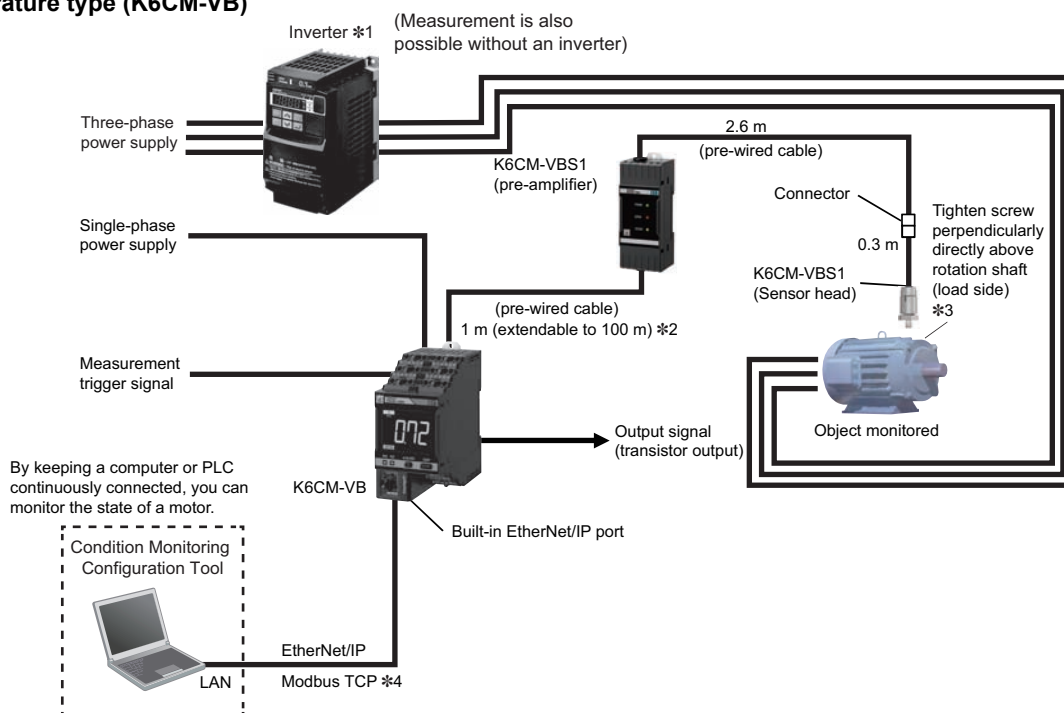 rature type (K6CM-VB)
Inverter ✻1
(Measurement is also
possible without an inverter)
Three-phase
power supply
2.6 m
(pre-wired cable)
K6CM-VBS1
(pre-amplifier)
Connector
Tighten screw
perpendicularly
directly above
rotation shaft
(load side)
✻3
0.3 m
Single-phase
power supply
K6CM-VBS1
(Sensor head)
(pre-wired cable)
1 m (extendable to 100 m) ✻2
Measurement
trigger signal
072
Output signal
(transistor output)
Object monitored
By keeping a computer or PLC
continuously connected, you can
monitor the state of a motor.
K6CM-VB
Built-in EtherNet/IP port
Condition Monitoring
Configuration Tool
EtherNet/IP
LAN
Modbus TCP ✻4